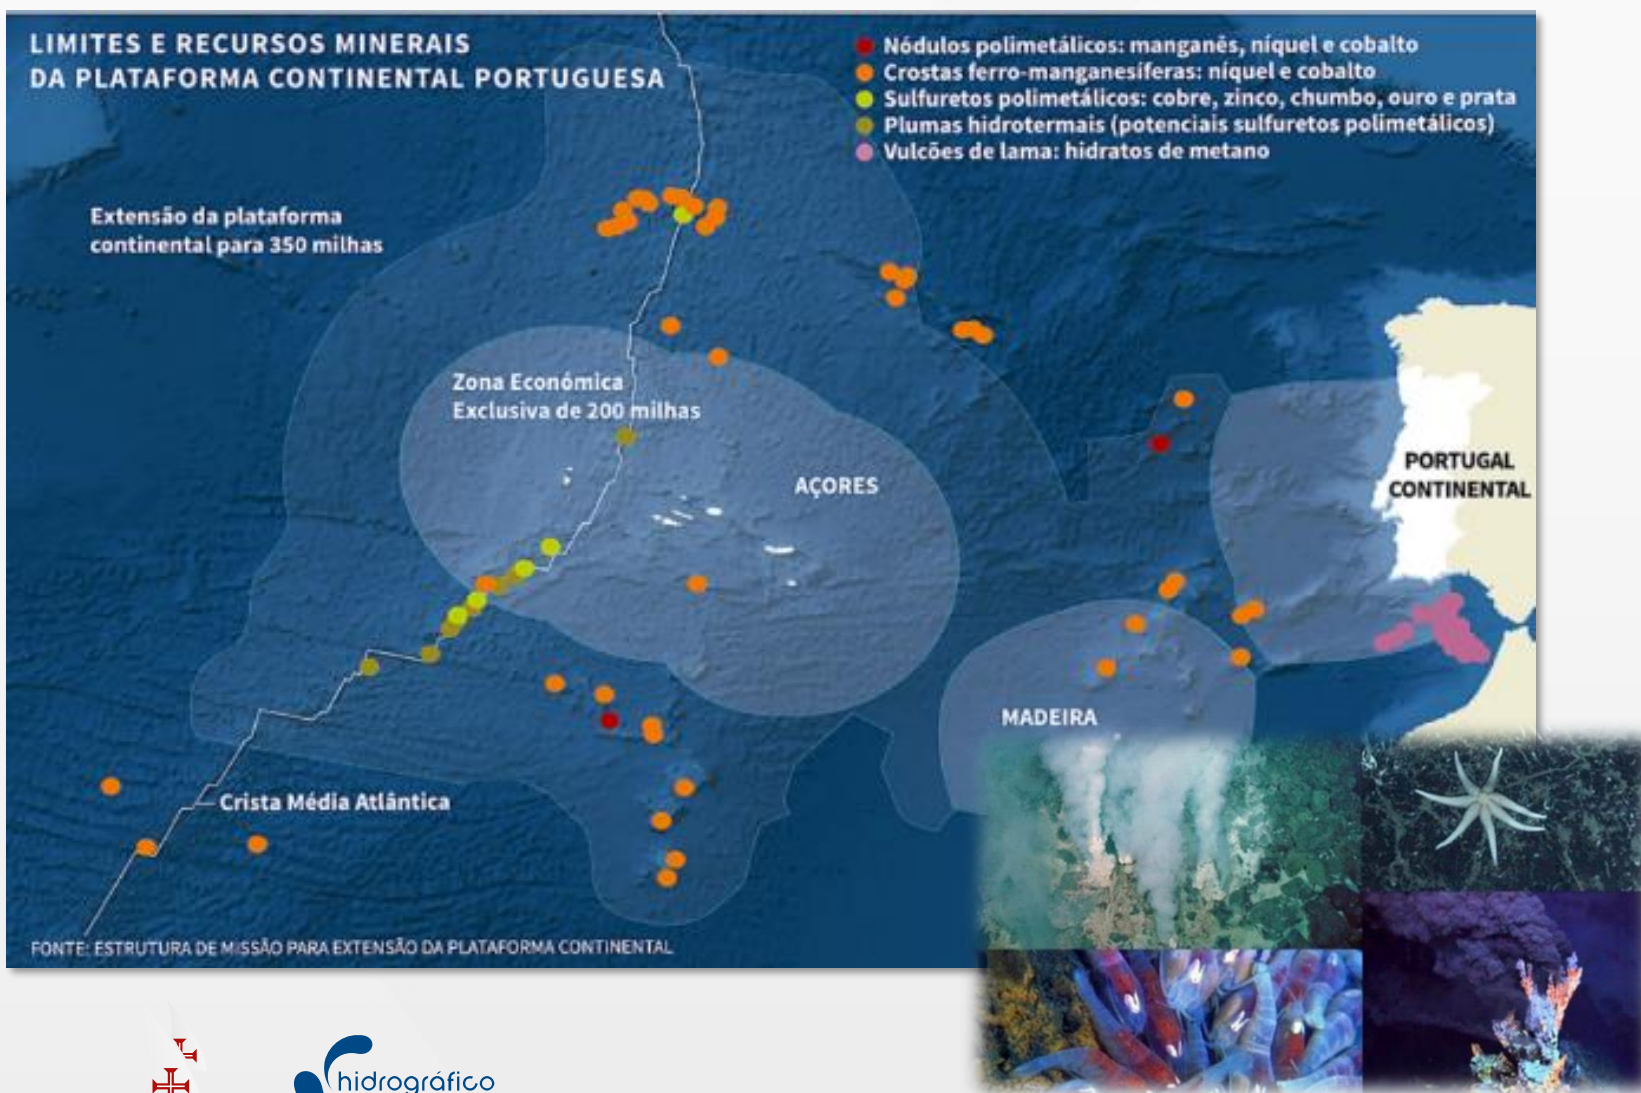 LIMITES E RECURSOS MINERAIS
DA PLATAFORMA CONTINENTAL PORTUGUESA
Nódulos polimetálicos: manganês, níquel e cobalto
Crostas ferro-manganesíferas: níquel e cobalto
Sulfuretos polimetálicos: cobre, zinco, chumbo, ouro e prata
Plumas hidrotermais (potenciais sulfuretos polimetálicos)
Vulcões de lama: hidratos de metano
Extensão da plataforma
continental para 350 milhas
Zona Económica
Exclusiva de 200 milhas
AÇORES
PORTUGAL
CONTINENTAL
MADEIRA
Crista Média Atlântica
FONTE: ESTRUTURA DE MISSÃO PARA EXTENSÃO DA PLATAFORMA CONTINENTAL
hidrográfico